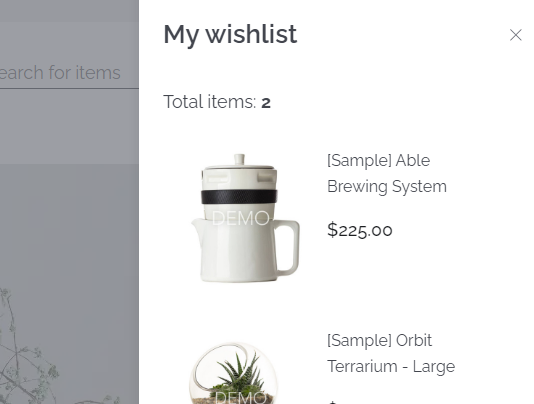 My wishlist
earch for items
Total items: 2
[Sample] Able
Brewing System
DEMO
$225.00
[Sample] Orbit
Terrarium - Large
DEMO